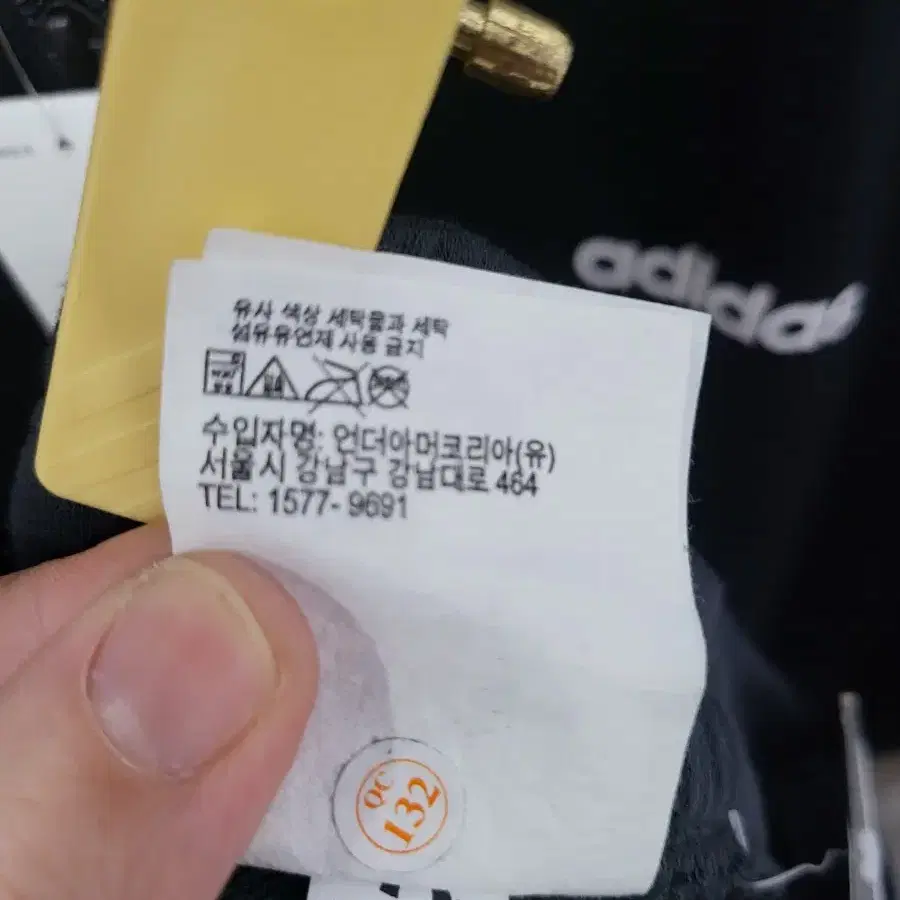 adidas
유사 색상 세탁물과 세탁
섬유유연제 사용 금지
수입자명: 언더아머코리아(유)
서울시 강남구 강남대로 464
TEL: 1577- 9691
QC
132